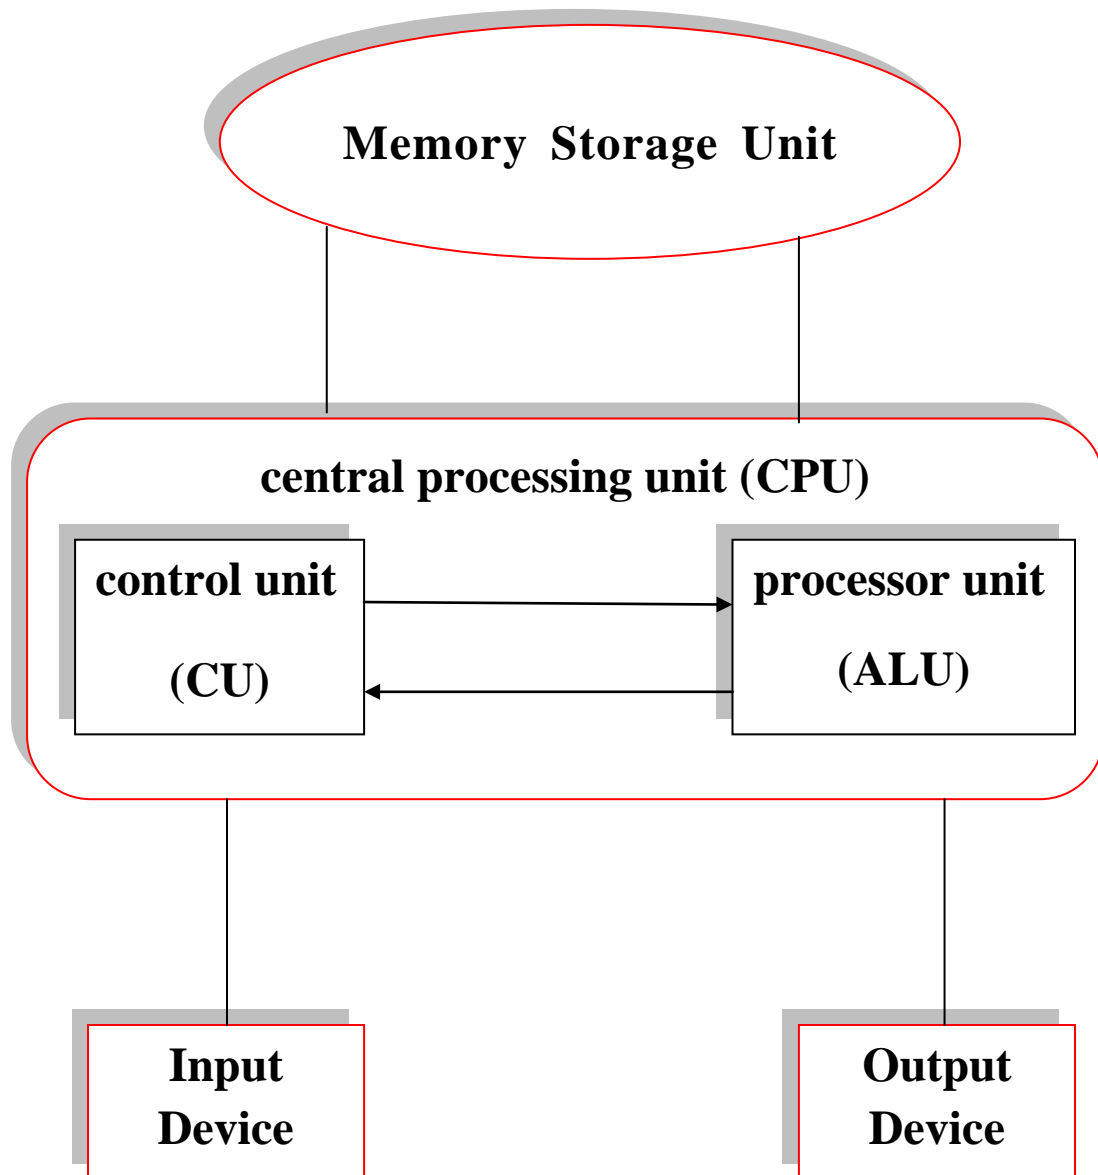 Memory Storage Unit
central processing unit (CPU)
control unit
(CU)
processor unit
(ALU)
Input
Device
Output
Device